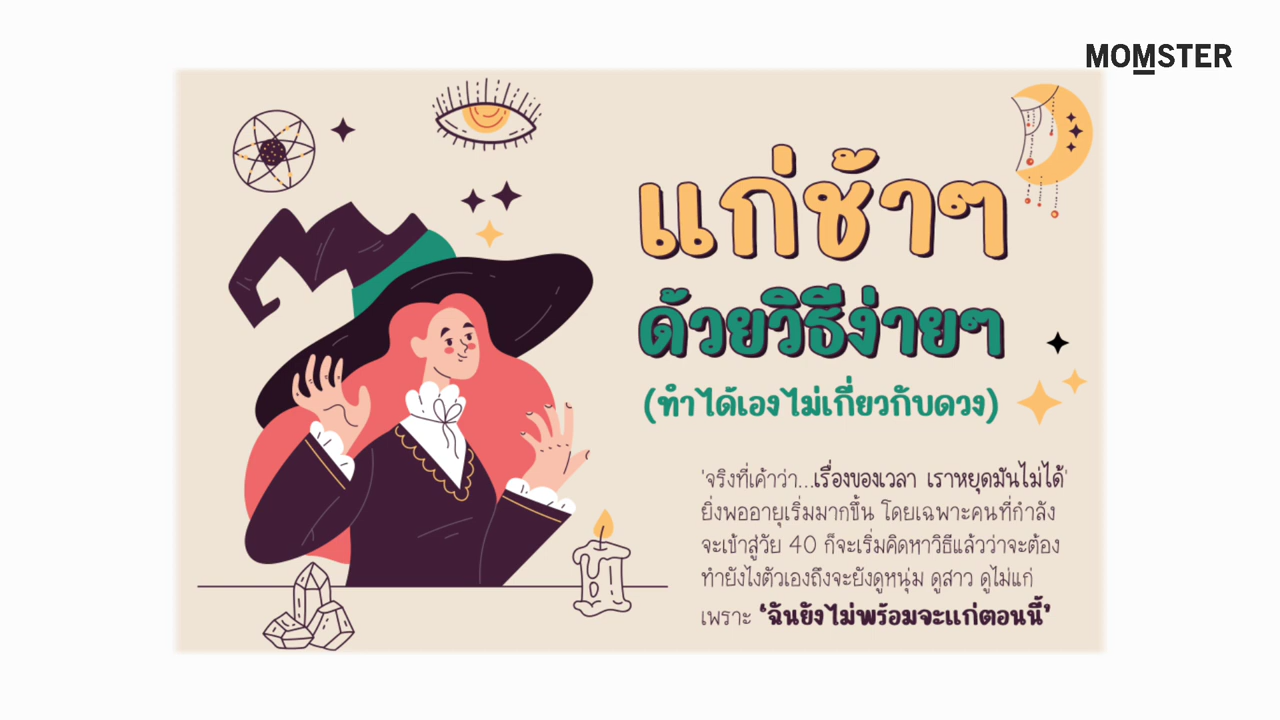 MOMSTER
แก่ช้าๆ
ด้วยวิธีง่ายๆ
(ทำได้เอง ไม่เกี่ยวกับดวง)
'จริงที่เค้าว่า...เรื่องของเวลา เราหยุดมันไม่ได้'
ยิ่งพออายุเริ่มมากขึ้น โดยเฉพาะคนที่กำลัง
จะเข้าสู่วัย 40 ก็จะเริ่มคิดหาวิธีแล้วว่าจะต้อง
ทำยังไงตัวเองถึงจะยังดูหนุ่ม ดูสาว ดูไม่แก่
เพราะ 'ฉันยังไม่พร้อมจะแก่ตอนนี้'